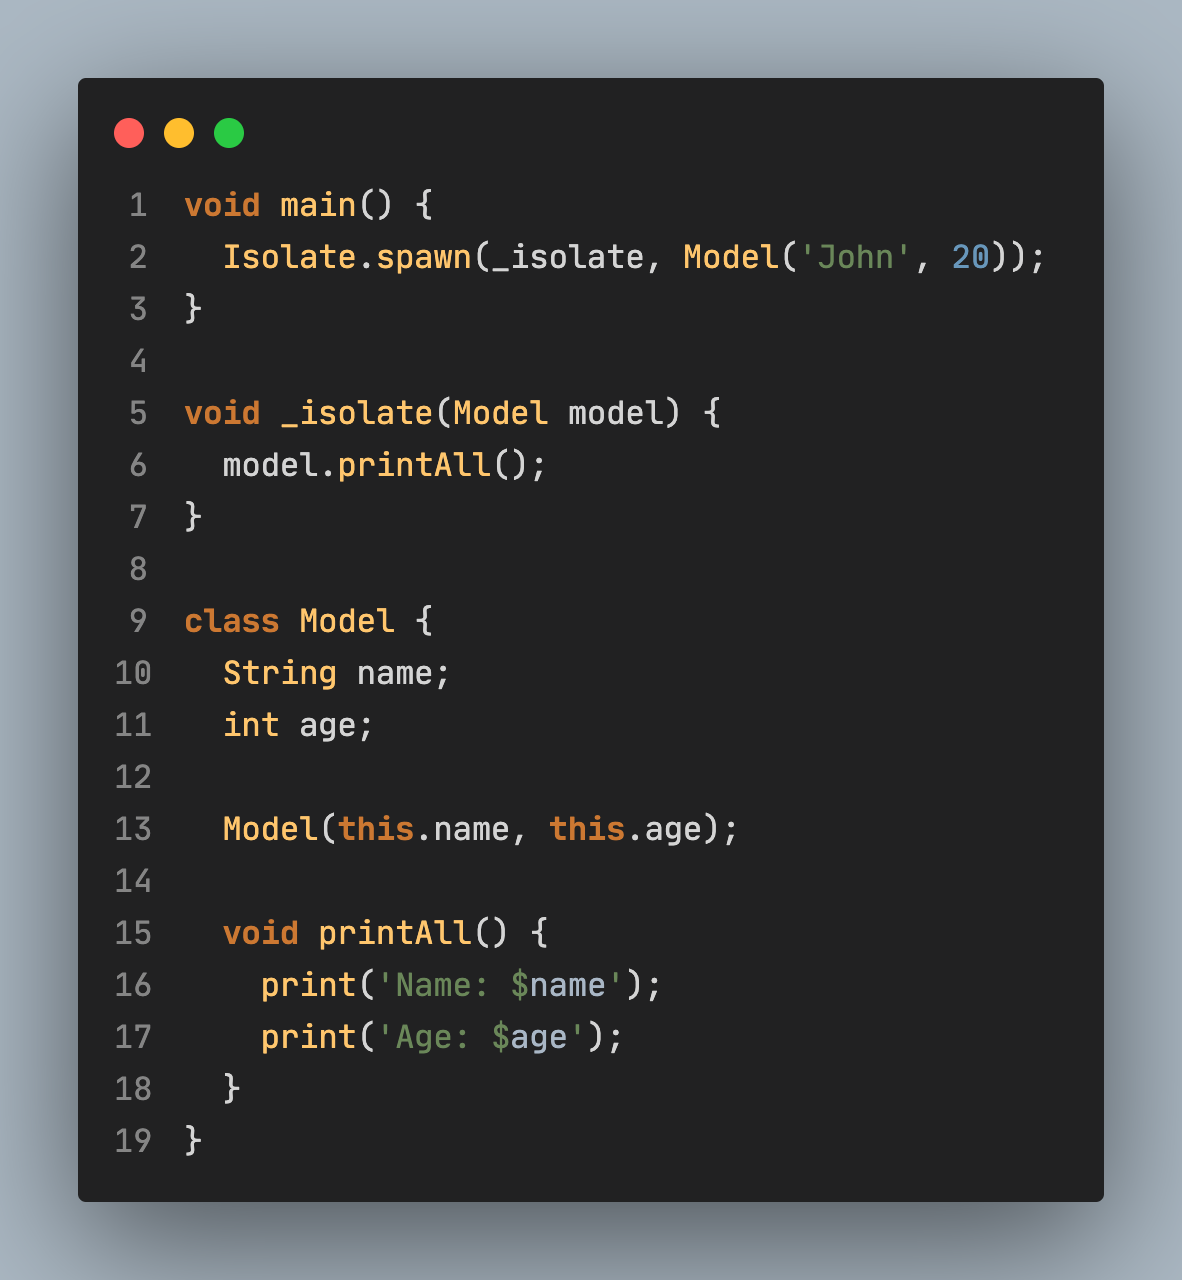 1 void main() {
2   Isolate.spawn(_isolate, Model('John', 20));
3 }
4
5 void _isolate(Model model) {
6   model.printAll();
7 }
8
9 class Model {
10   String name;
11   int age;
12
13   Model(this.name, this.age);
14
15   void printAll() {
16     print('Name: $name');
17     print('Age: $age');
18   }
19 }